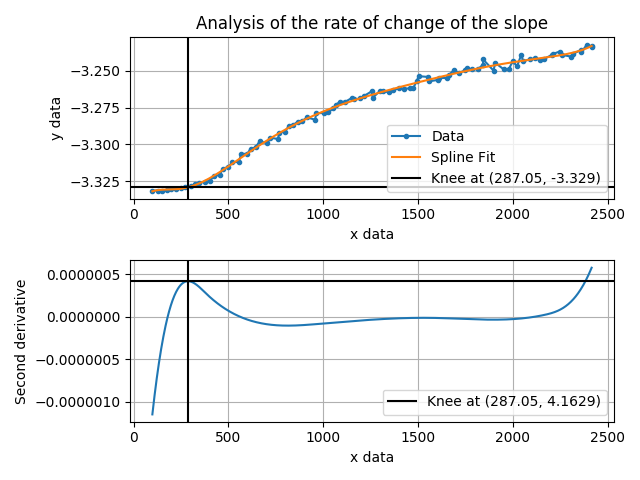 Analysis of the rate of change of the slope
−3.250
−3.275
−3.300
−3.325
y data
Data
Spline Fit
Knee at (287.05, -3.329)
0 500 1000 1500 2000 2500
x data
0.0000005
0.0000000
−0.0000005
−0.0000010
Second derivative
Knee at (287.05, 4.1629)
0 500 1000 1500 2000 2500
x data